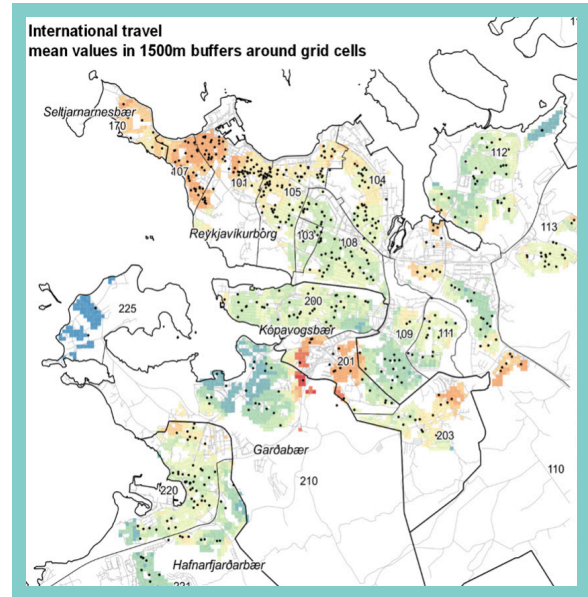 International travel
mean values in 1500m buffers around grid cells
Seltjarnarnesbær
170
107
101
105
104
112
113
Reykjavíkurborg
103
108
225
200
Kópavogsbær
109
111
201
203
Garðabær
210
110
220
Hafnarfjarðarbær
221